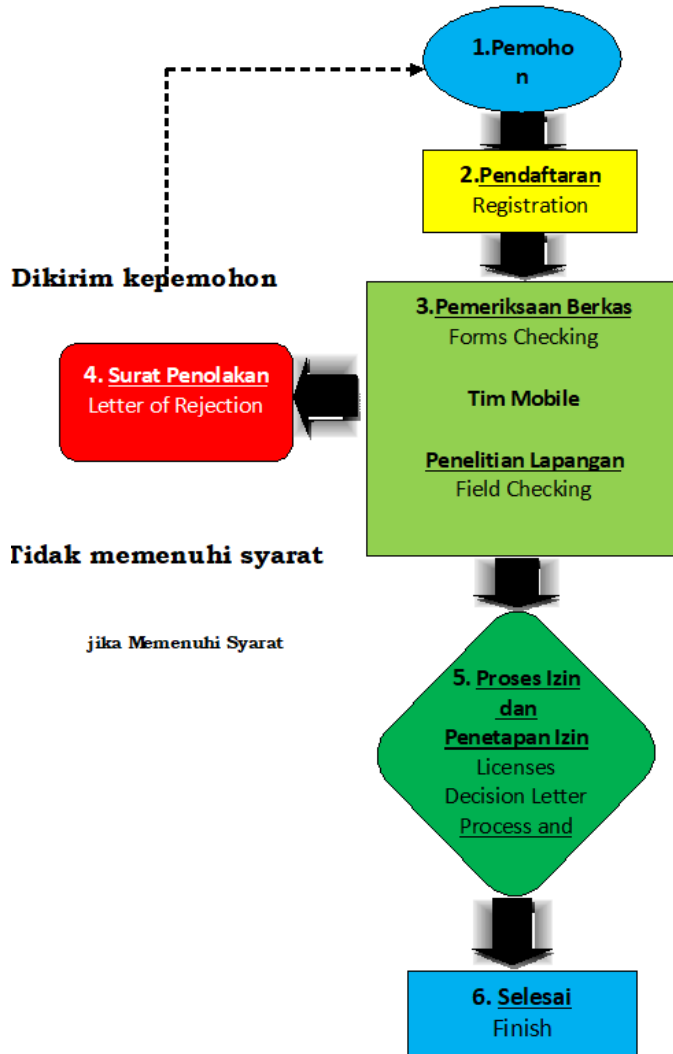 1.Pemoho
n
2.Pendaftaran
Registration
Dikirim kepemohon
3.Pemeriksaan Berkas
Forms Checking
Tim Mobile
Penelitian Lapangan
Field Checking
4. Surat Penolakan
Letter of Rejection
Tidak memenuhi syarat
jika Memenuhi Syarat
5. Proses Izin
dan
Penetapan Izin
Licenses
Decision Letter
Process and
6. Selesai
Finish